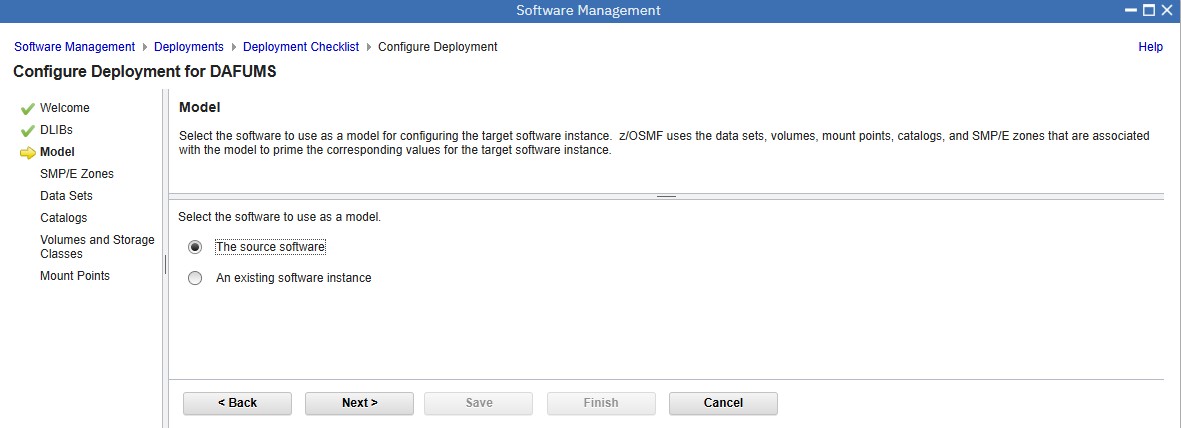 Software Management
Software Management Deployments Deployment Checklist Configure Deployment Help
Configure Deployment for DAFUMS
Welcome
DLIBs
Model
SMP/E Zones
Data Sets
Catalogs
Volumes and Storage
Classes
Mount Points
Model
Select the software to use as a model for configuring the target software instance. z/OSMF uses the data sets, volumes, mount points, catalogs, and SMP/E zones that are associated
with the model to prime the corresponding values for the target software instance.
Select the software to use as a model.
The source software
An existing software instance
< Back Next > Save Finish Cancel